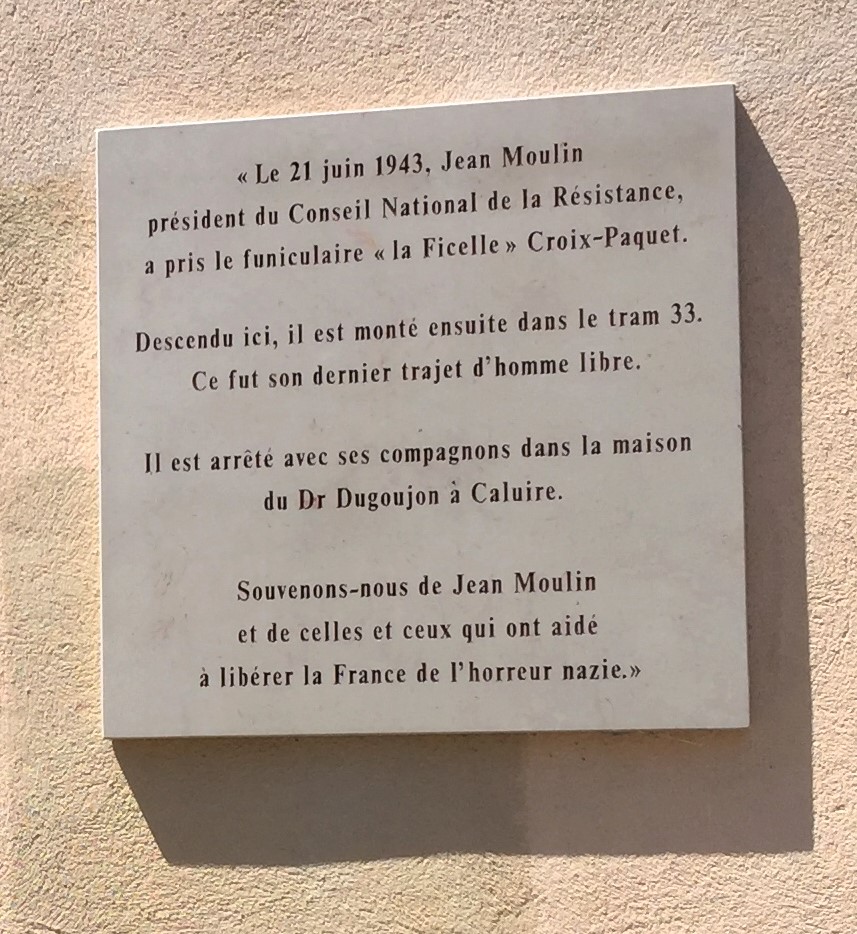 « Le 21 juin 1943, Jean Moulin
président du Conseil National de la Résistance,
a pris le funiculaire « la Ficelle » Croix-Paquet.
Descendu ici, il est monté ensuite dans le tram 33.
Ce fut son dernier trajet d'homme libre.
Il est arrêté avec ses compagnons dans la maison
du Dr Dugoujon à Caluire.
Souvenons-nous de Jean Moulin
et de celles et ceux qui ont aidé
à libérer la France de l'horreur nazie.»